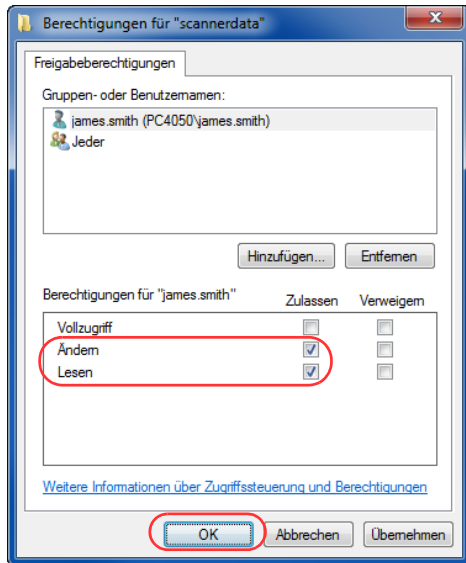 Berechtigungen für "scannerdata"
Freigabeberechtigungen
Gruppen- oder Benutzernamen:
james.smith (PC4050\james.smith)
Jeder
Hinzufügen... Entfernen
Berechtigungen für "james.smith" Zulassen Verweigern
Vollzugriff
Ändern
Lesen
Weitere Informationen über Zugriffssteuerung und Berechtigungen
OK Abbrechen Übernehmen